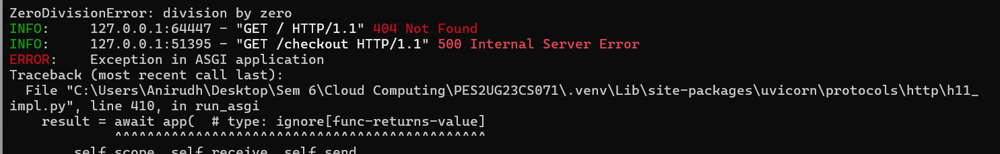 ZeroDivisionError: division by zero
INFO:     127.0.0.1:64447 - "GET / HTTP/1.1" 404 Not Found
INFO:     127.0.0.1:51395 - "GET /checkout HTTP/1.1" 500 Internal Server Error
ERROR:    Exception in ASGI application
Traceback (most recent call last):
  File "C:\Users\Anirudh\Desktop\Sem 6\Cloud Computing\PES2UG23CS071\.venv\Lib\site-packages\uvicorn\protocols\http\h11_
impl.py", line 410, in run_asgi
    result = await app(  # type: ignore[func-returns-value]
             ^^^^^^^^^^^^^^^^^^^^^^^^^^^^^^^^^^^^^^^^^^^^^^
        self.scope, self.receive, self.send